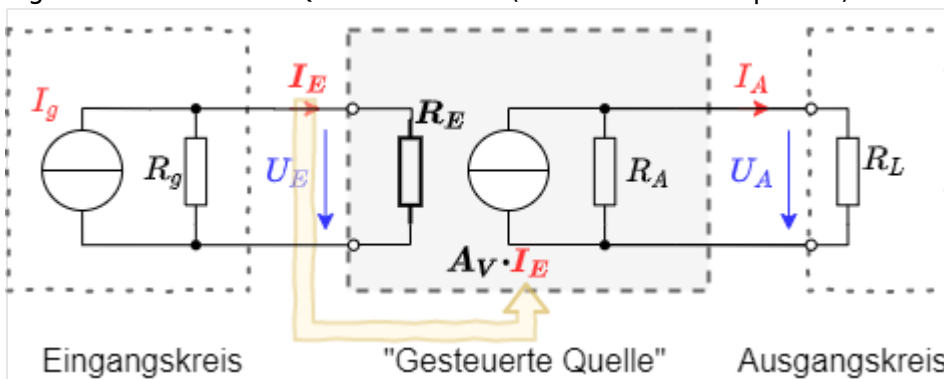 I_g
R_g
I_E
U_E
R_E
A_V·I_E
R_A
I_A
U_A
R_L
Eingangskreis
"Gesteuerte Quelle"
Ausgangskreis